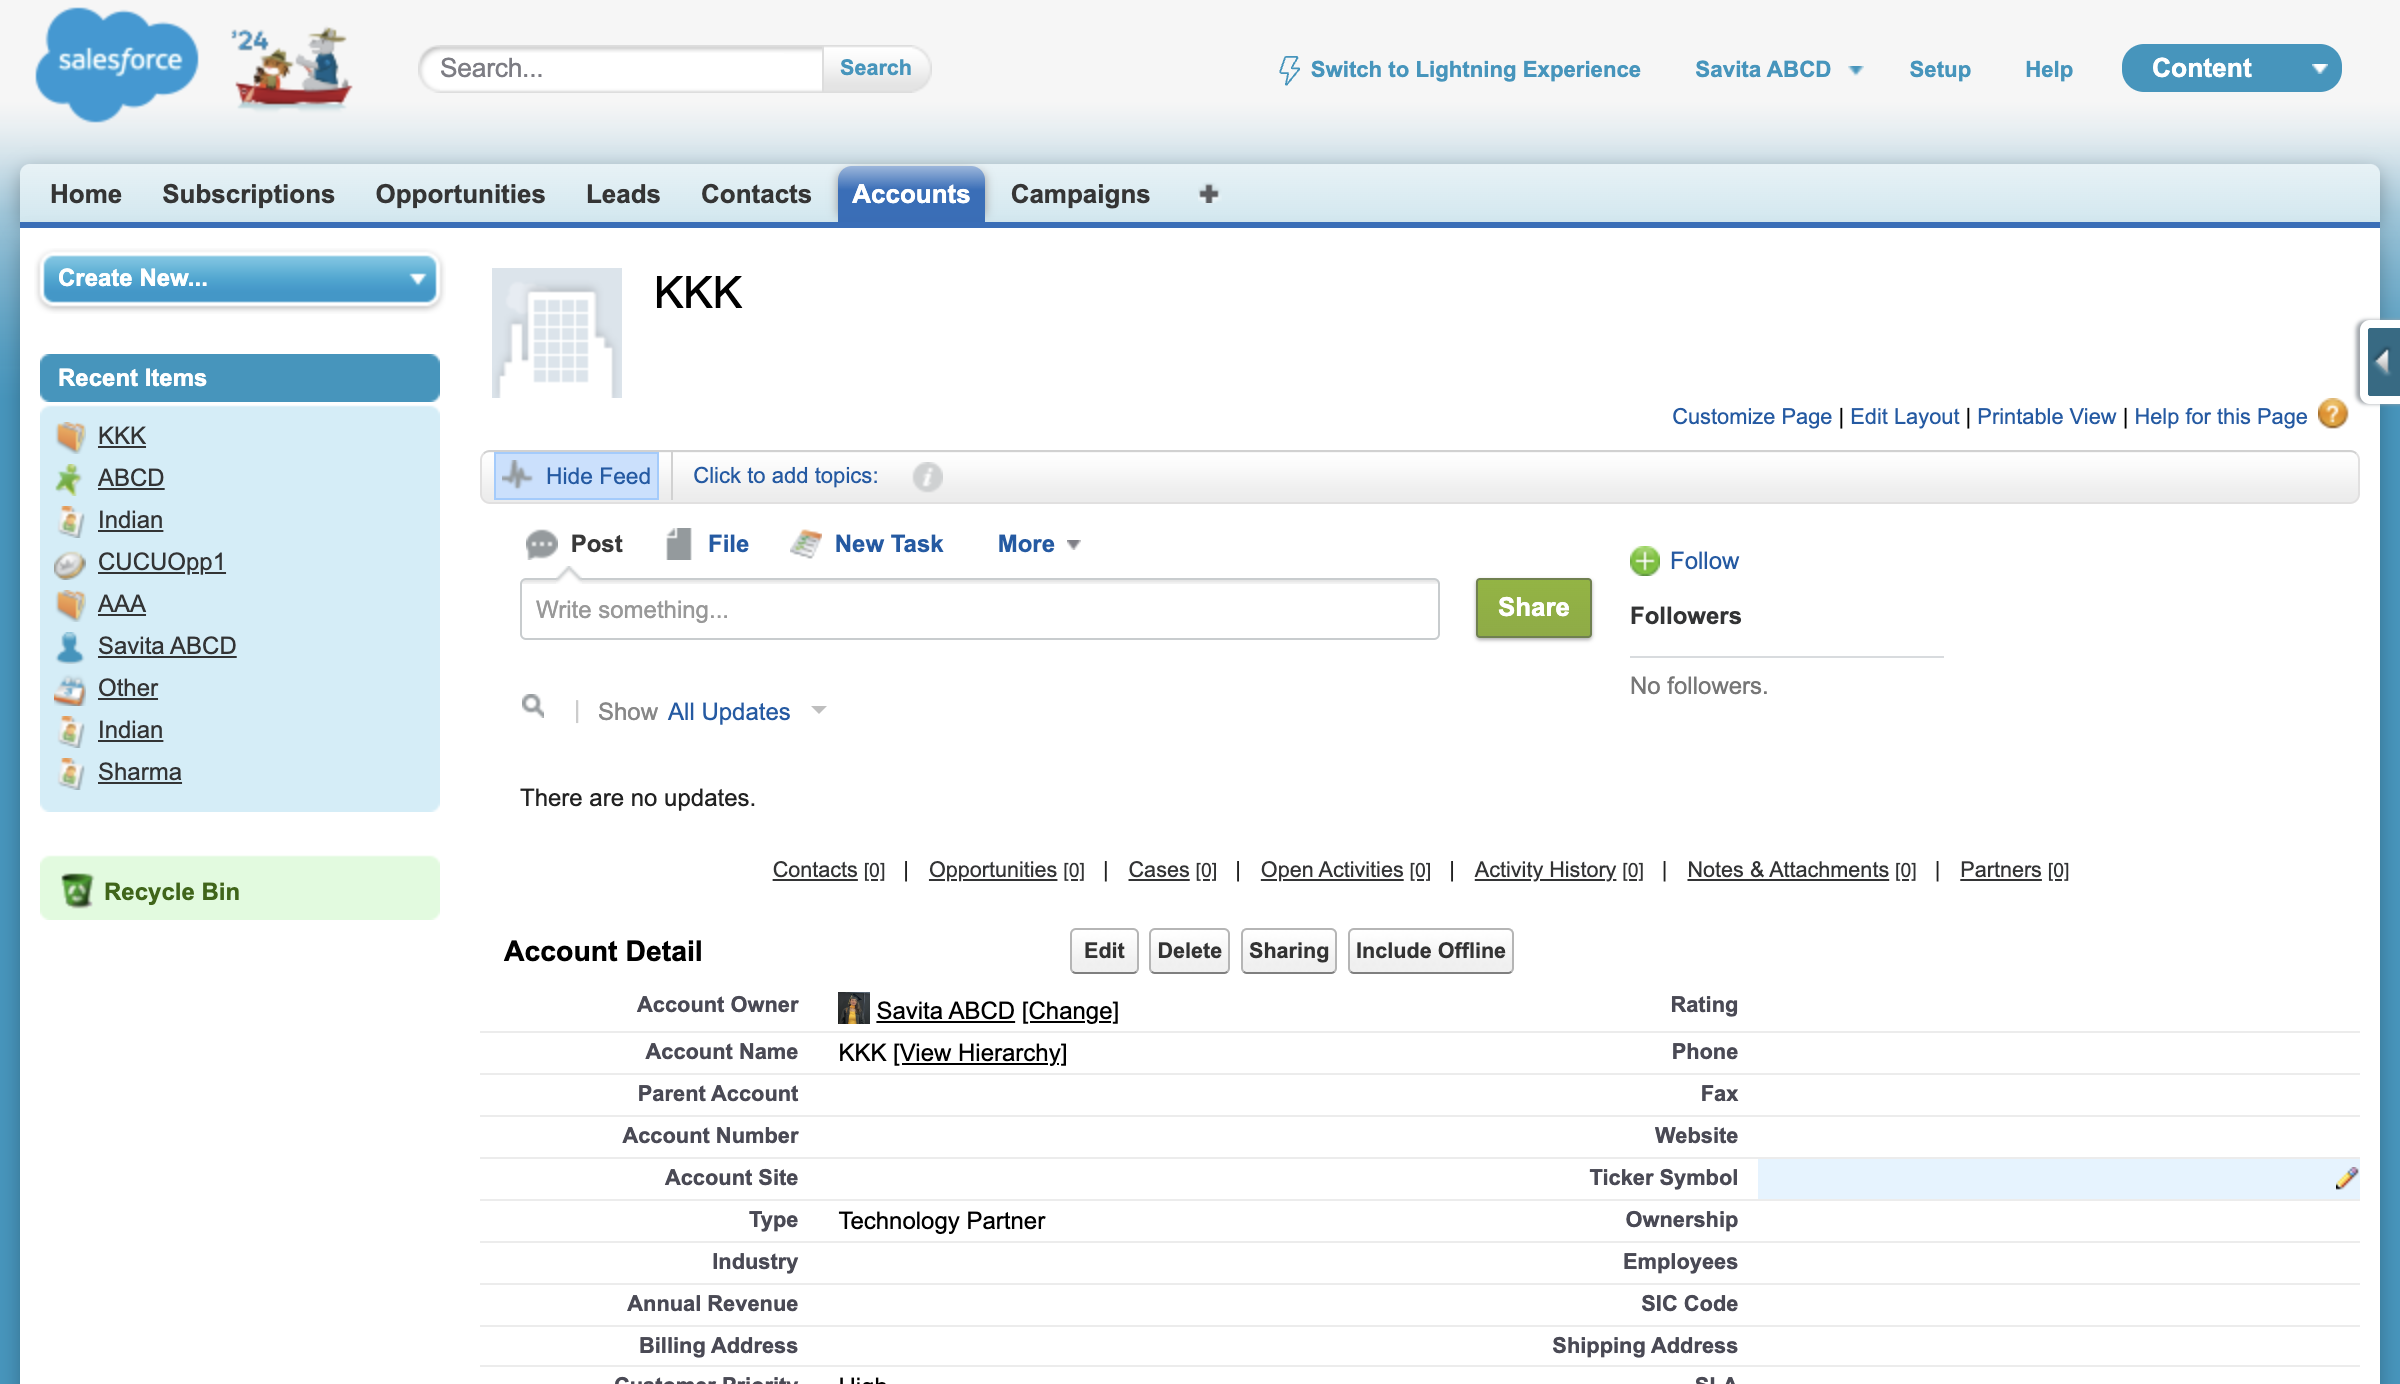 salesforce
'24
Search...
Search
Switch to Lightning Experience
Savita ABCD
Setup
Help
Content
Home
Subscriptions
Opportunities
Leads
Contacts
Accounts
Campaigns
Create New...
Recent Items
KKK
ABCD
Indian
CUCUOpp1
AAA
Savita ABCD
Other
Indian
Sharma
Recycle Bin
KKK
Customize Page | Edit Layout | Printable View | Help for this Page ?
Hide Feed
Click to add topics: i
Post
File
New Task
More
Write something...
Share
Follow
Followers
No followers.
| Show All Updates
There are no updates.
Contacts [0] | Opportunities [0] | Cases [0] | Open Activities [0] | Activity History [0] | Notes & Attachments [0] | Partners [0]
Account Detail
Edit
Delete
Sharing
Include Offline
Account Owner Savita ABCD [Change] Rating
Account Name KKK [View Hierarchy] Phone
Parent Account Fax
Account Number Website
Account Site Ticker Symbol
Type Technology Partner Ownership
Industry Employees
Annual Revenue SIC Code
Billing Address Shipping Address
Customer Priority High SLA